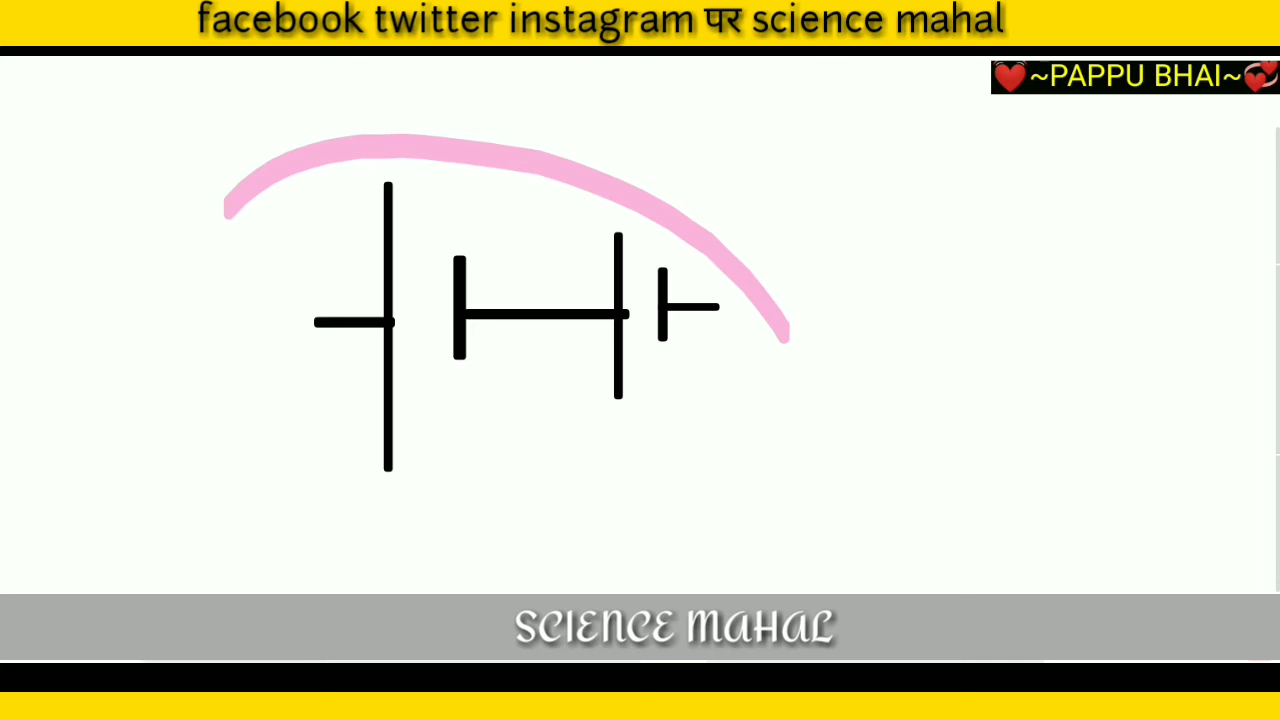 facebook twitter instagram पर science mahal
❤️~PAPPU BHAI~💞
SCIENCE MAHAL